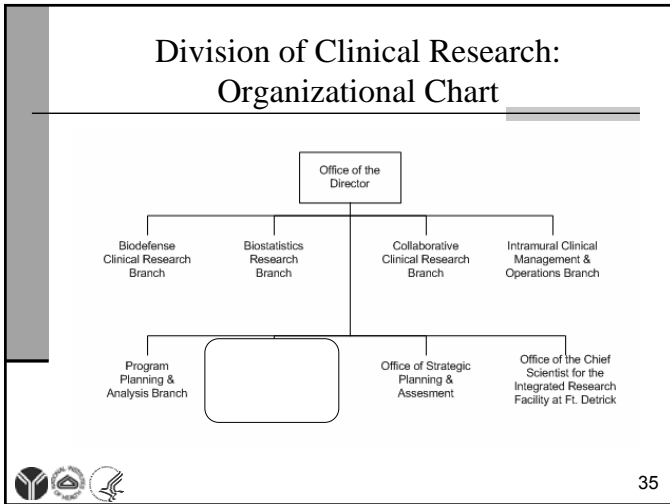 Division of Clinical Research:
Organizational Chart
Office of the
Director
Biodefense
Clinical Research
Branch
Biostatistics
Research
Branch
Collaborative
Clinical Research
Branch
Intramural Clinical
Management &
Operations Branch
Program
Planning &
Analysis Branch
Office of Strategic
Planning &
Assesment
Office of the Chief
Scientist for the
Integrated Research
Facility at Ft. Detrick
35